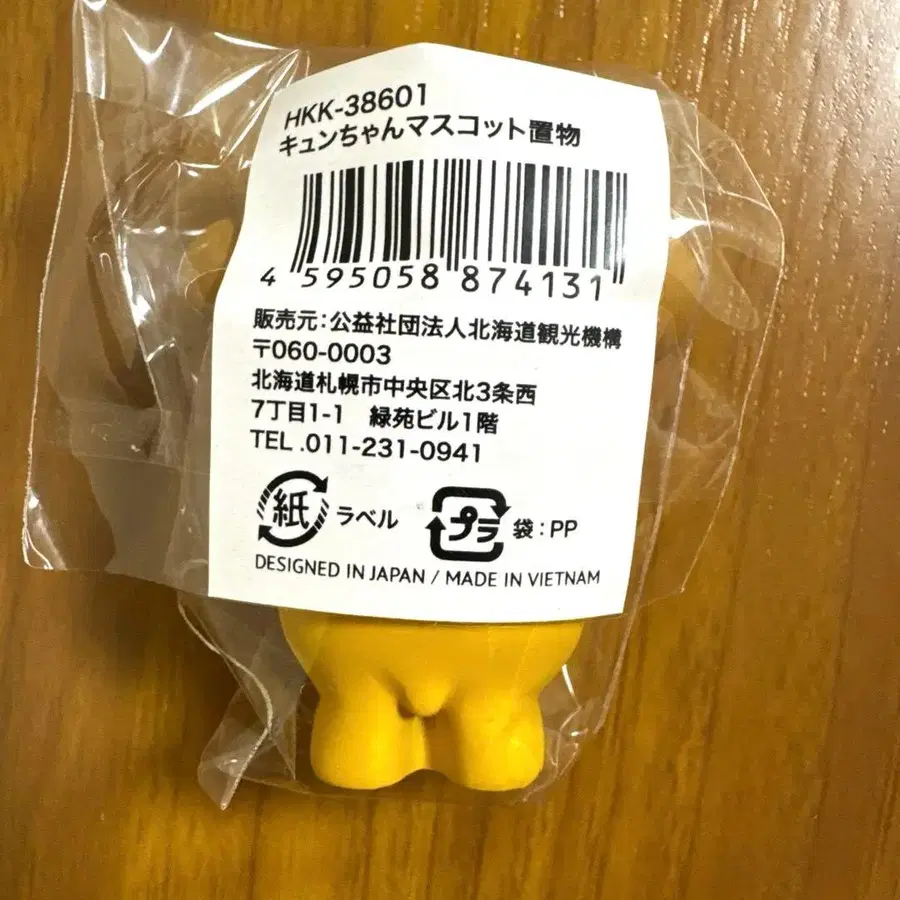 HKK-38601
キュンちゃんマスコット置物
4 595058 874131
販売元:公益社団法人北海道観光機構
〒060-0003
北海道札幌市中央区北3条西
7丁目1-1 緑苑ビル1階
TEL.011-231-0941
紙 ラベル プラ 袋:PP
DESIGNED IN JAPAN / MADE IN VIETNAM